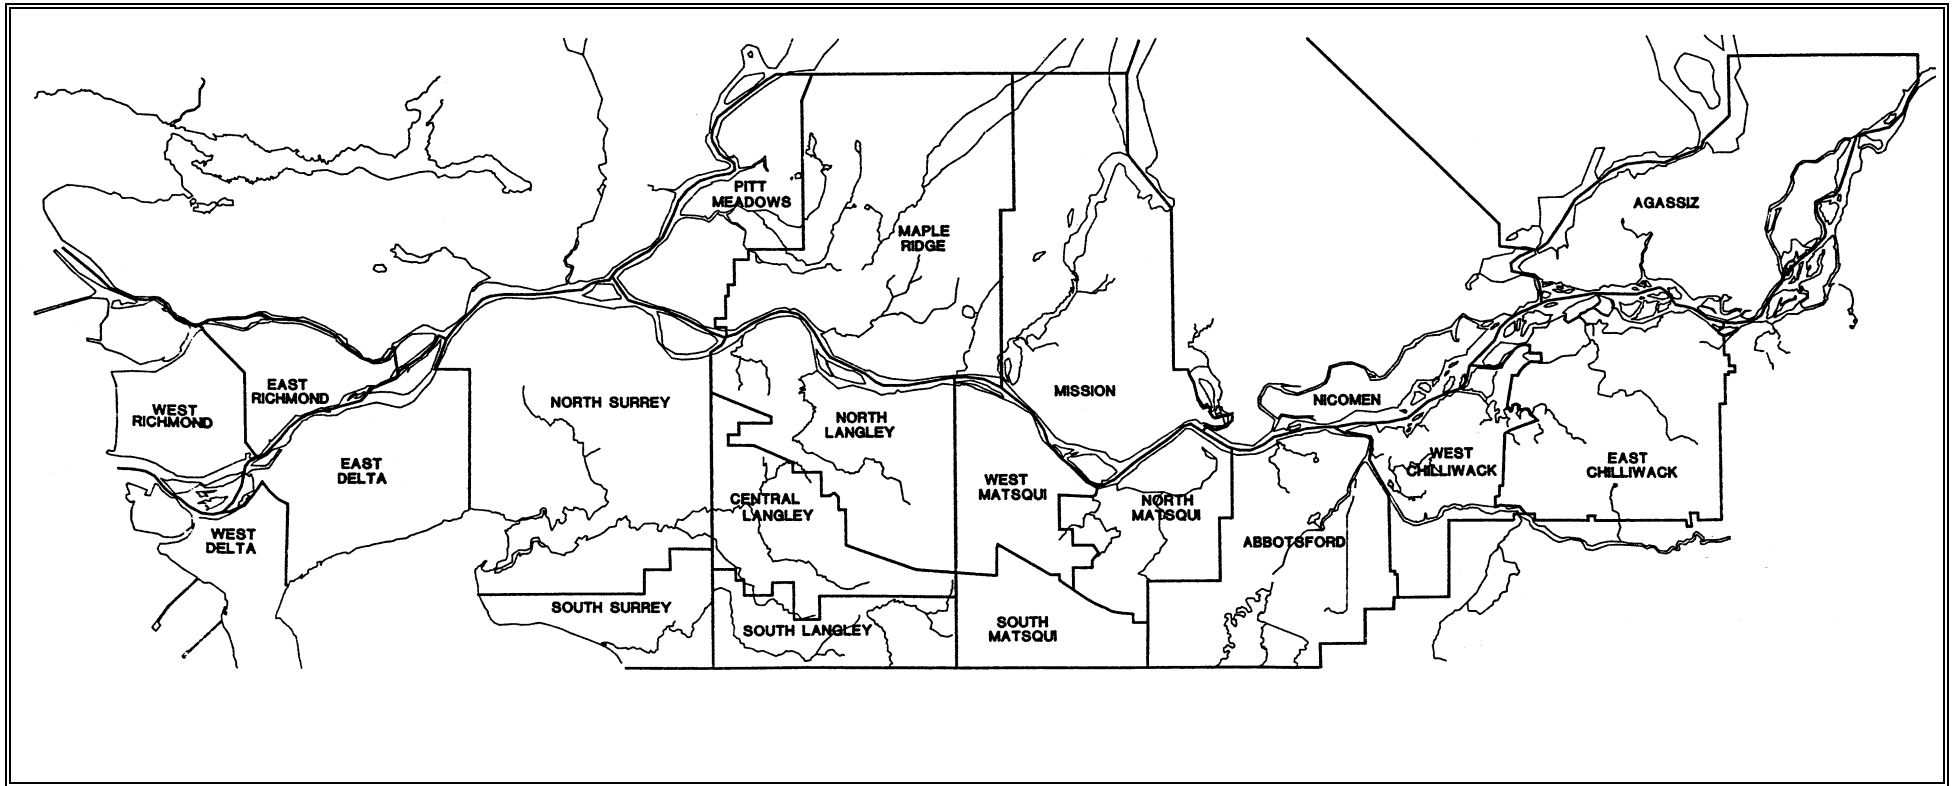 PITT
MEADOWS
MAPLE
RIDGE
AGASSIZ
WEST
RICHMOND
EAST
RICHMOND
NORTH SURREY
NORTH
LANGLEY
MISSION
NICOMEN
EAST
DELTA
WEST
DELTA
CENTRAL
LANGLEY
WEST
MATSQUI
NORTH
MATSQUI
WEST
CHILLIWACK
EAST
CHILLIWACK
ABBOTSFORD
SOUTH SURREY
SOUTH LANGLEY
SOUTH
MATSQUI